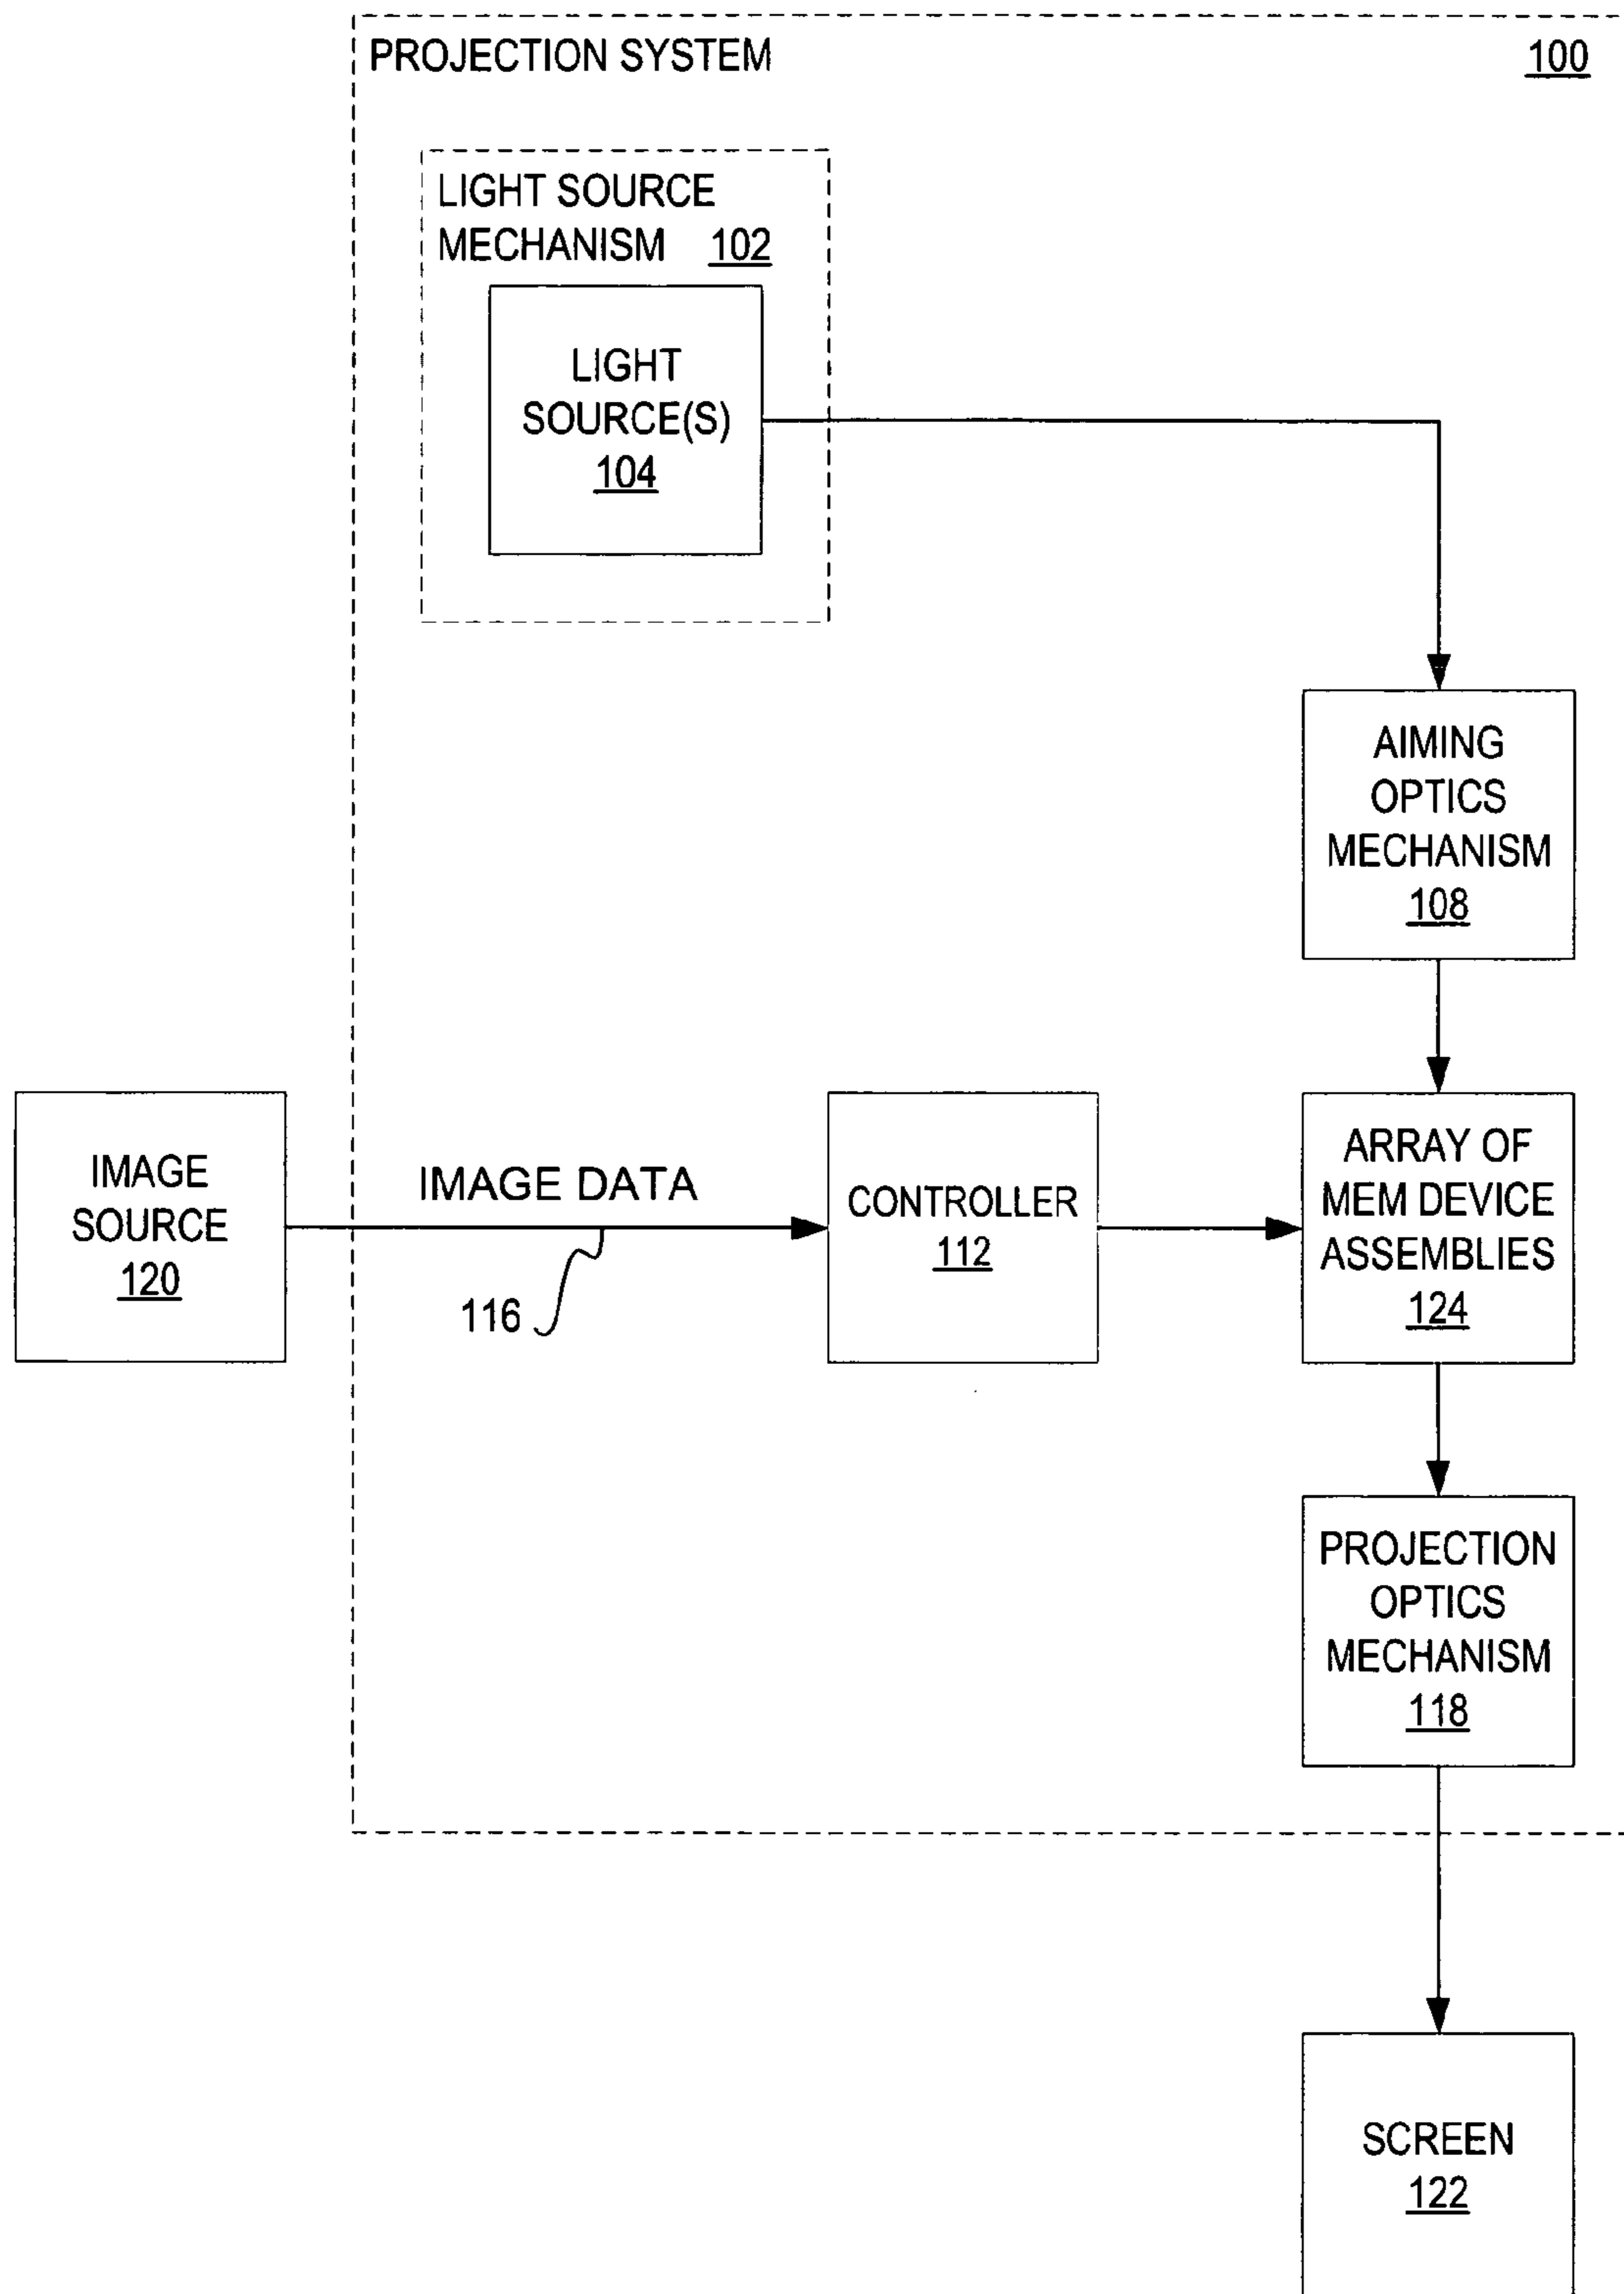 PROJECTION SYSTEM
100
LIGHT SOURCE
MECHANISM 102
LIGHT
SOURCE(S)
104
AIMING
OPTICS
MECHANISM
108
IMAGE
SOURCE
120
IMAGE DATA
116
CONTROLLER
112
ARRAY OF
MEM DEVICE
ASSEMBLIES
124
PROJECTION
OPTICS
MECHANISM
118
SCREEN
122